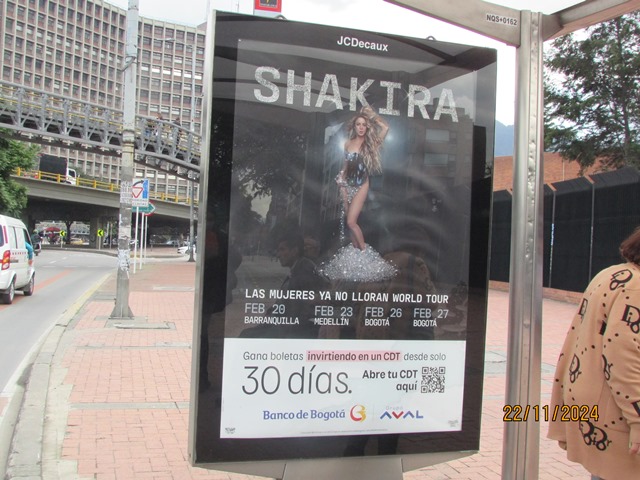 NQS+0162
JCDecaux
SHAKIRA
LAS MUJERES YA NO LLORAN WORLD TOUR
FEB 20 FEB 23 FEB 26 FEB 27
BARRANQUILLA MEDELLÍN BOGOTÁ BOGOTÁ
Gana boletas invirtiendo en un CDT desde solo
30 días. Abre tu CDT
aquí
Banco de Bogotá AVAL
22/11/2024